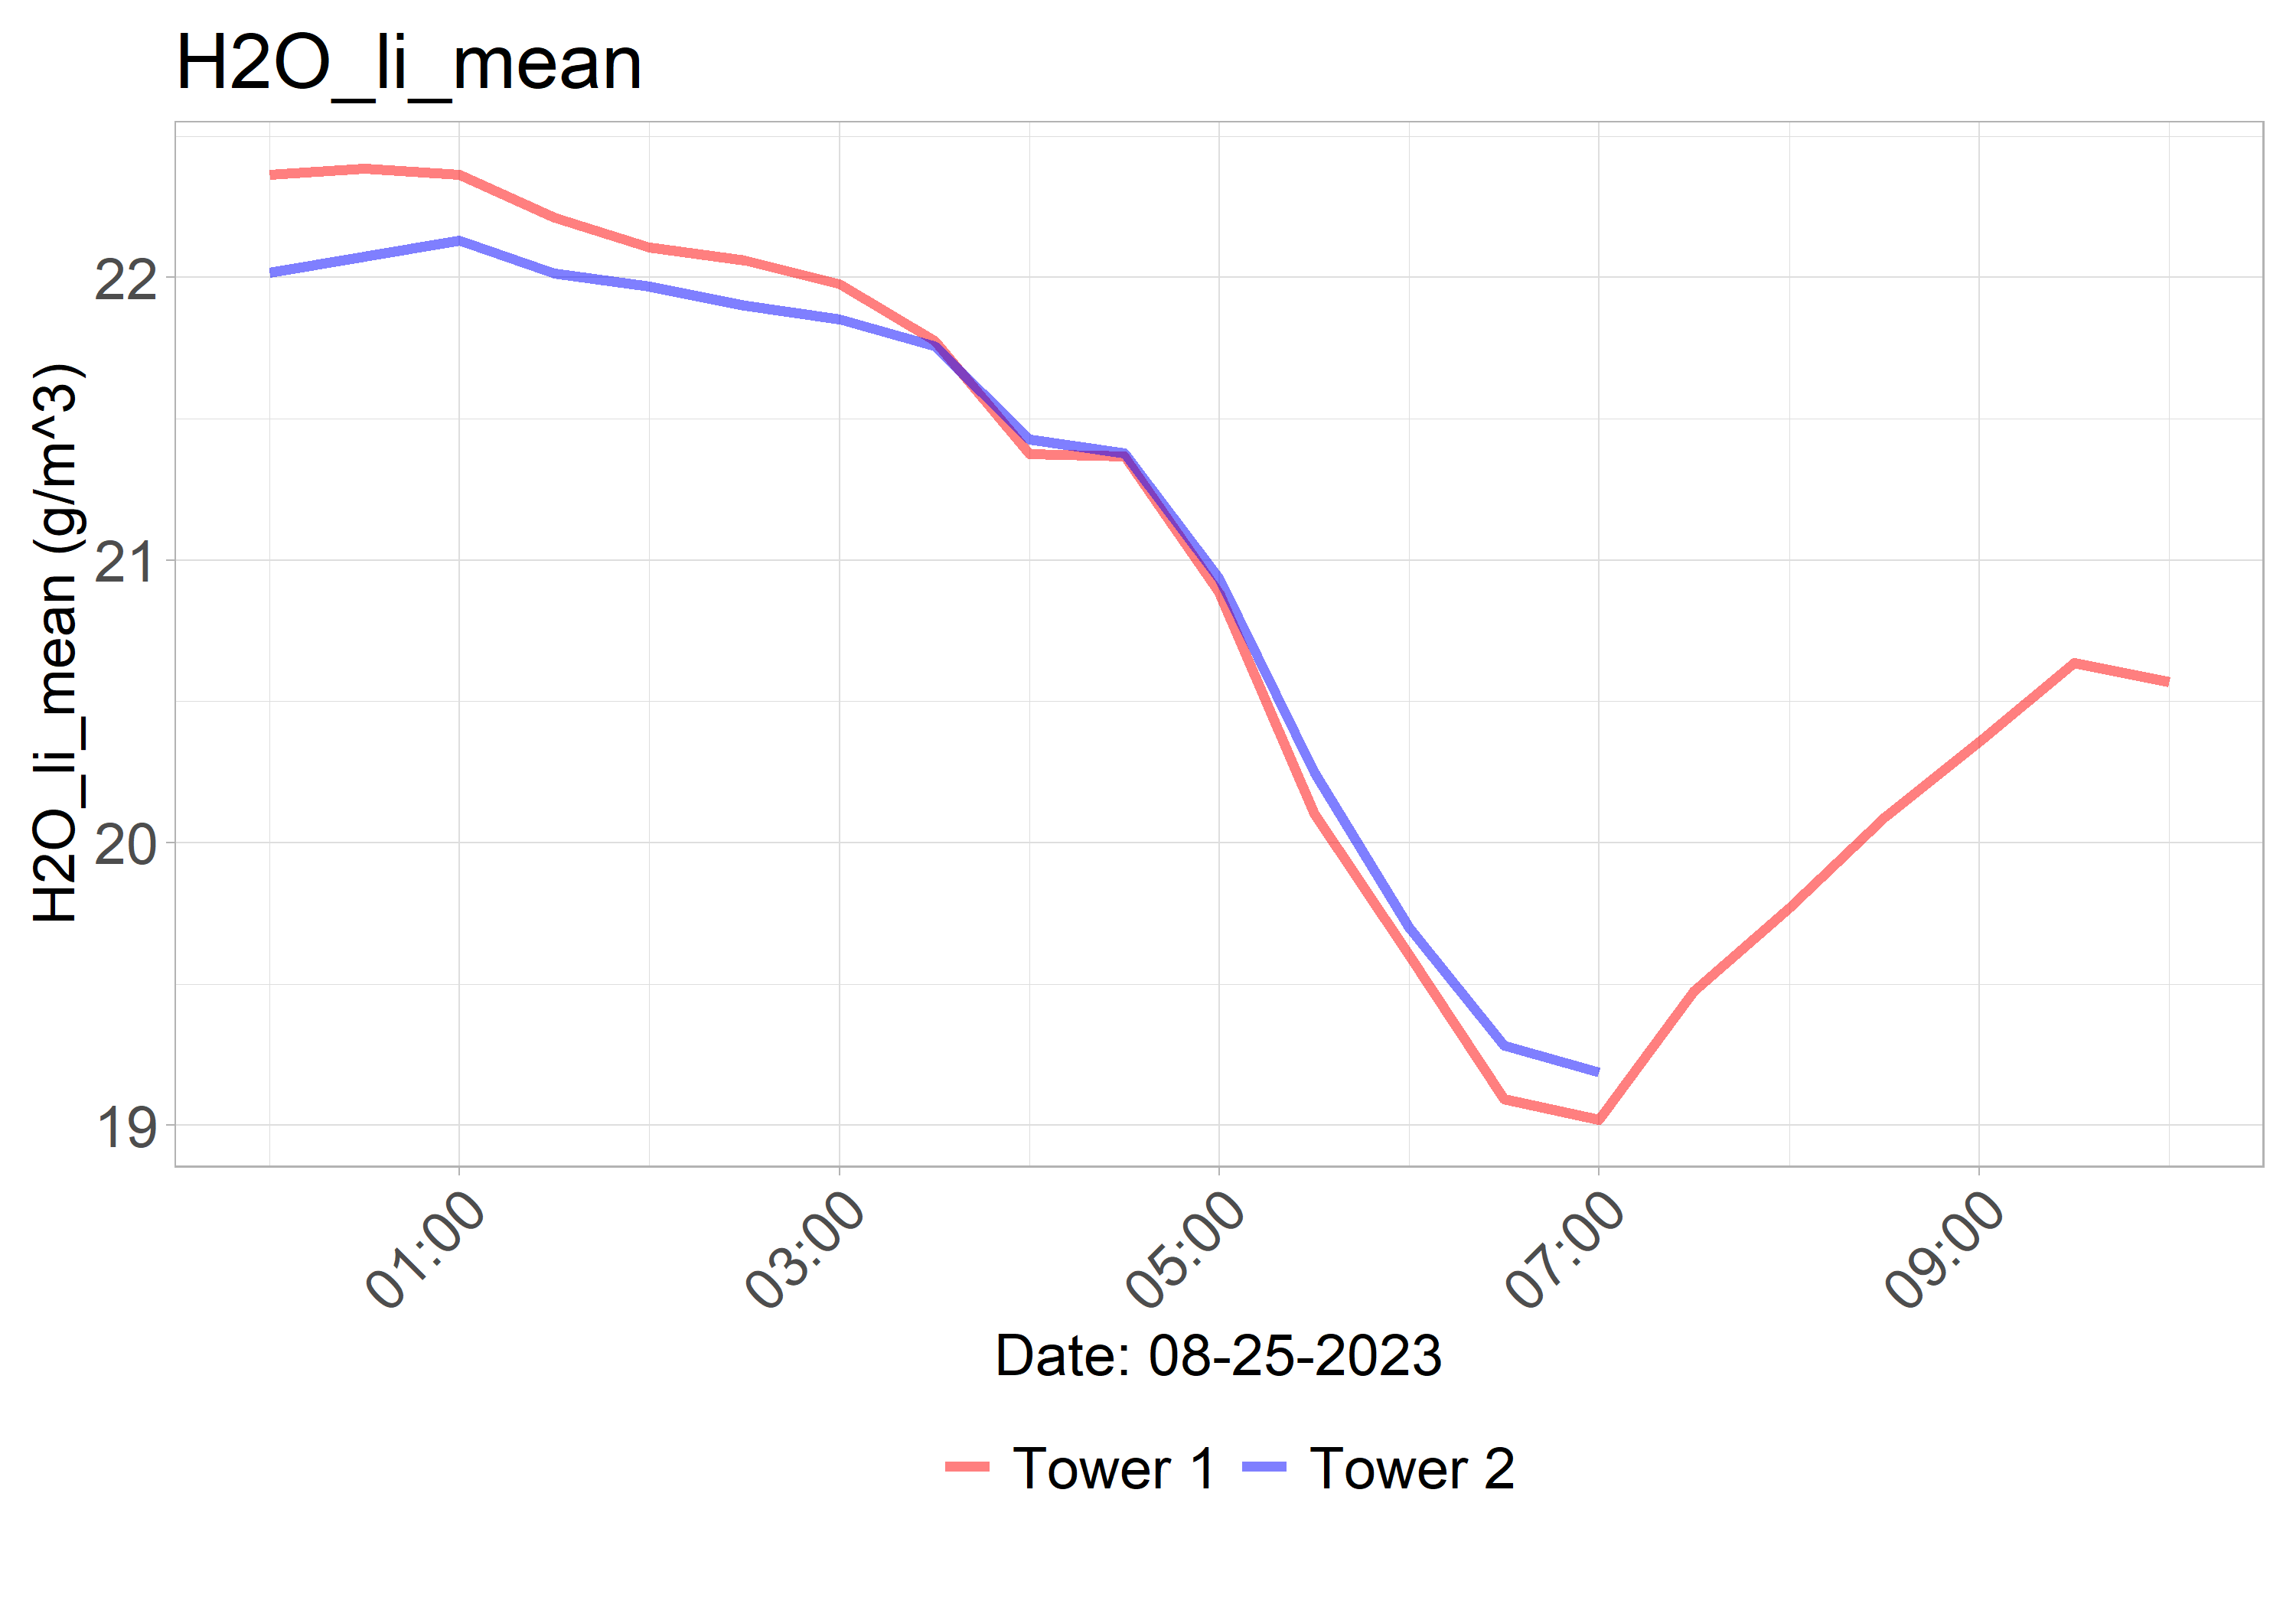 H2O_li_mean
H2O_li_mean (g/m^3)
22
21
20
19
01:00
03:00
05:00
07:00
09:00
Date: 08-25-2023
Tower 1
Tower 2